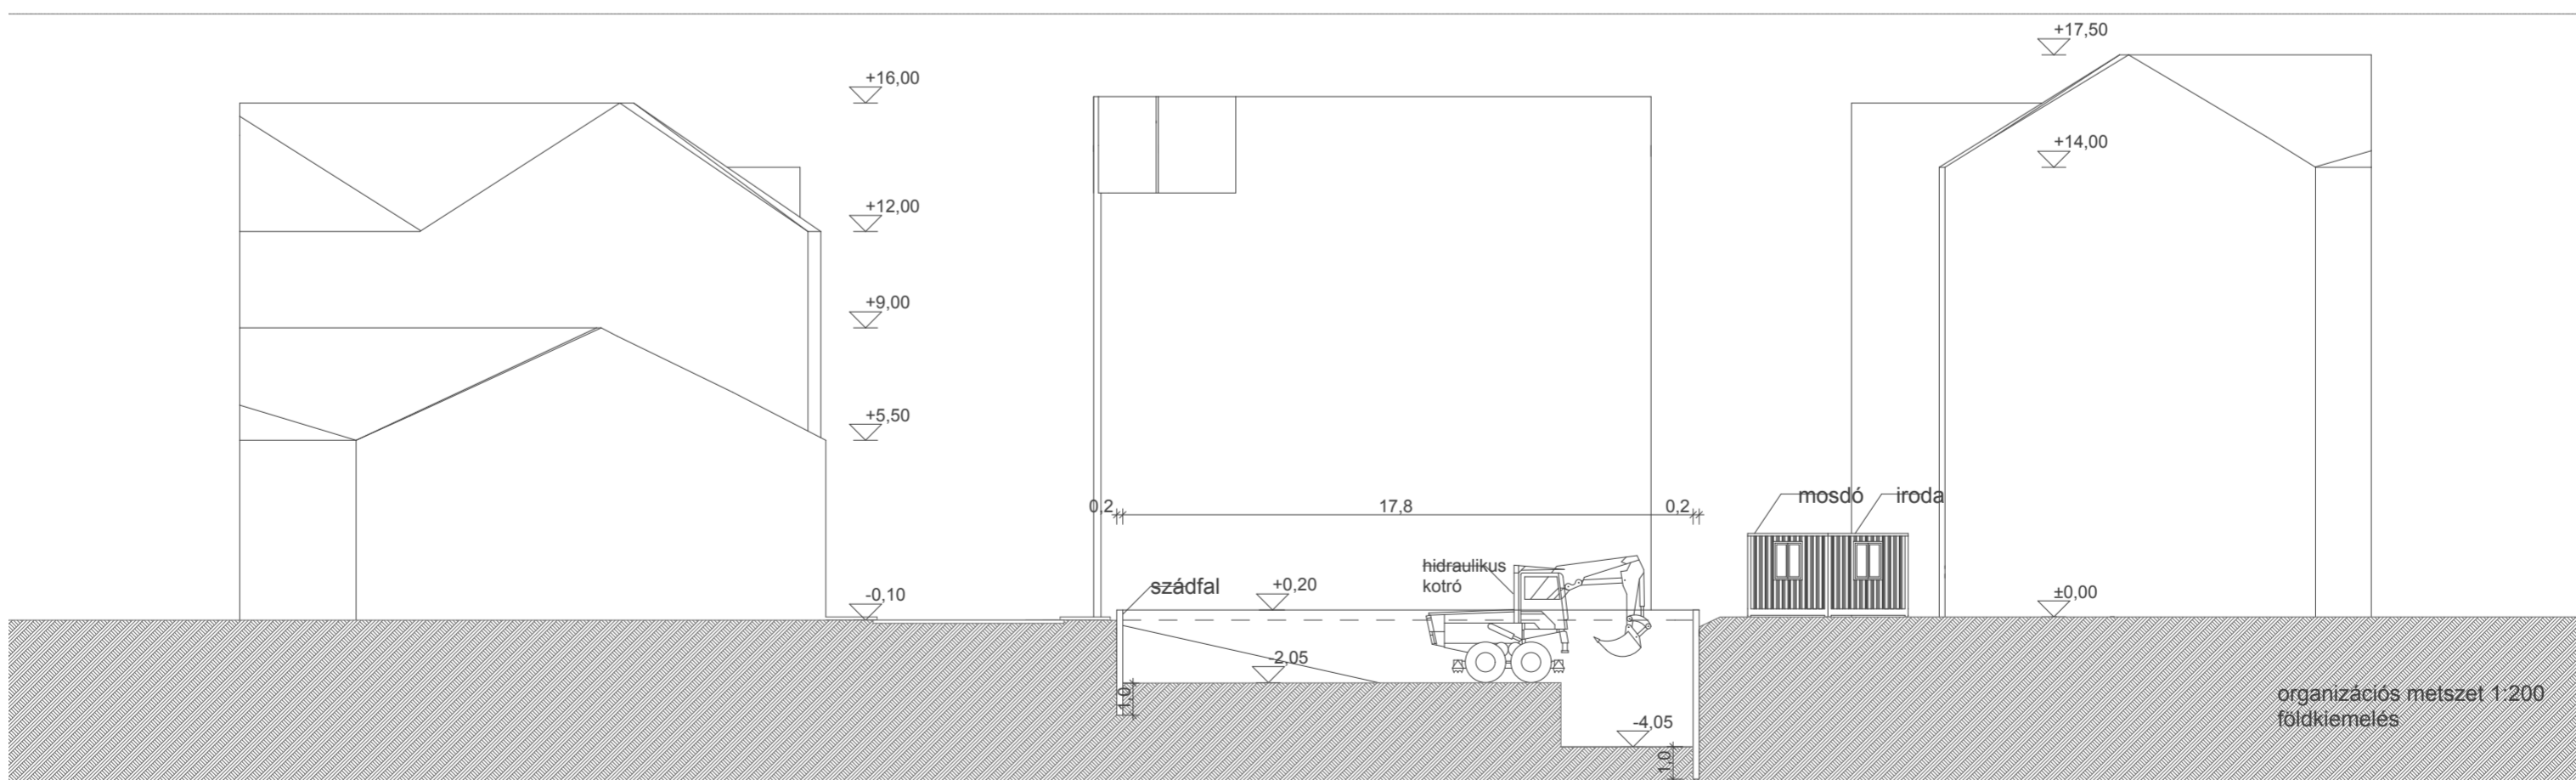 +17,50
+16,00
+14,00
+12,00
+9,00
+5,50
mosdó
iroda
0,2
17,8
0,2
hidraulikus
kotró
szádfal
+0,20
-0,10
±0,00
-2,05
1,0
-4,05
1,0
organizációs metszet 1:200
földkiemelés